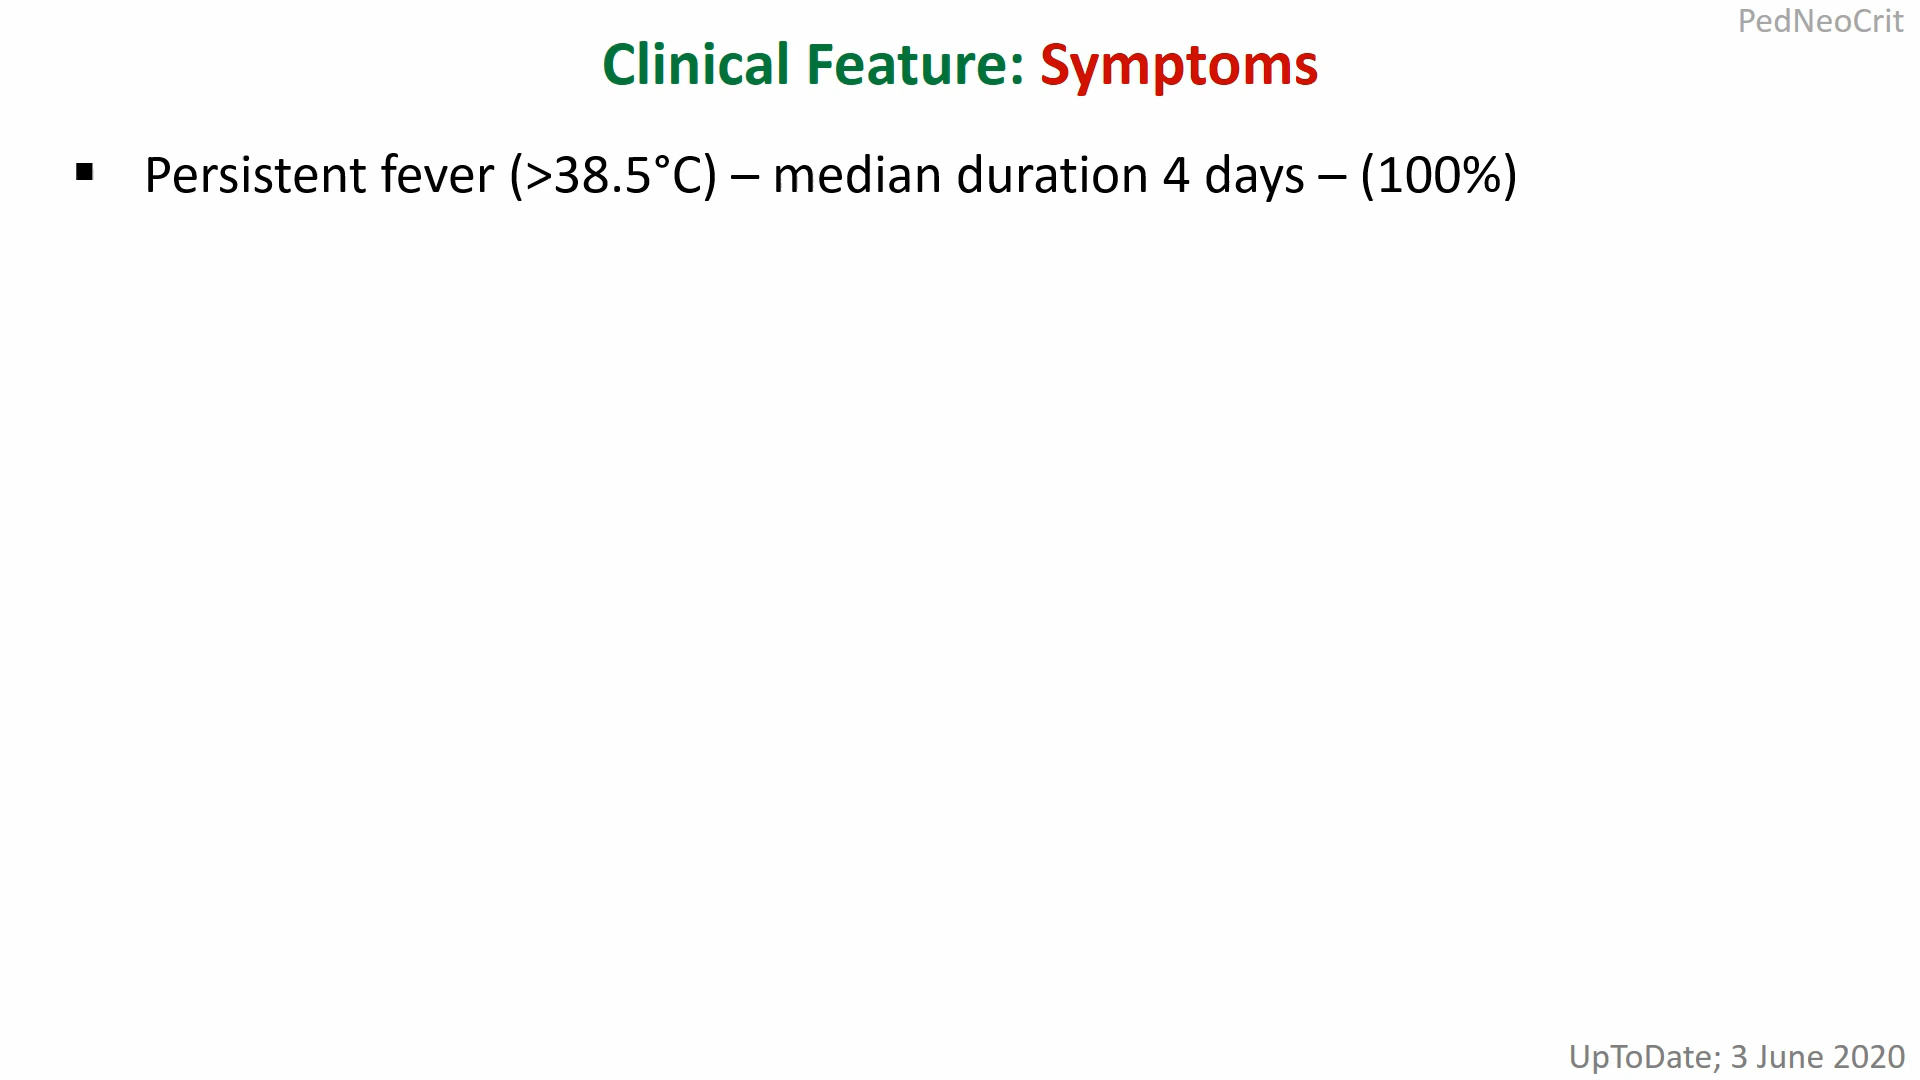 PedNeoCrit
Clinical Feature: Symptoms
▪ Persistent fever (>38.5°C) – median duration 4 days – (100%)
UpToDate; 3 June 2020